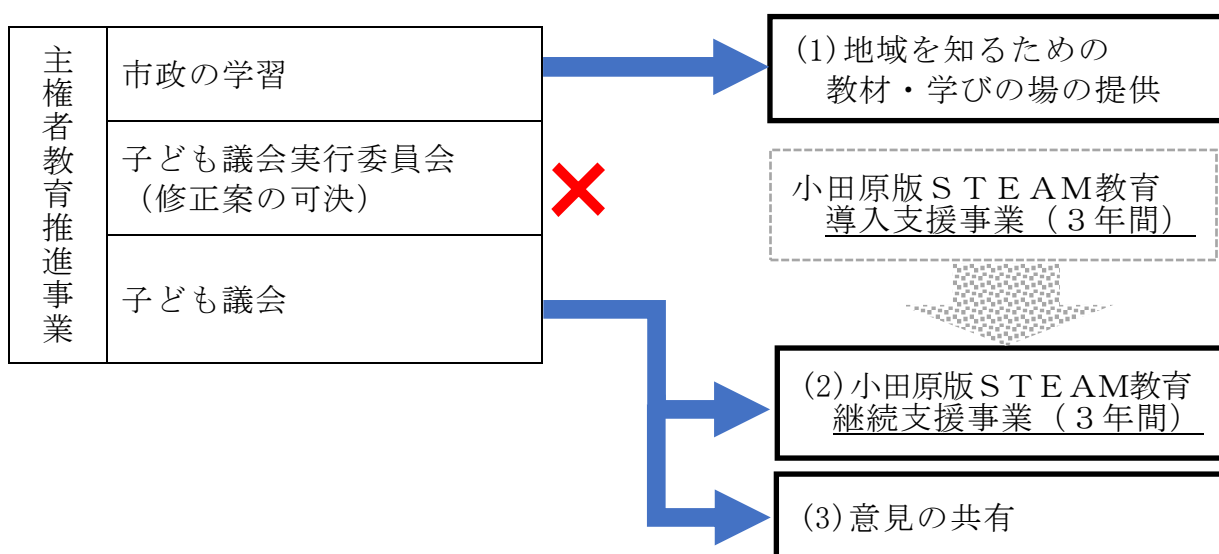 主権者教育推進事業
市政の学習
子ども議会実行委員会
（修正案の可決）
子ども議会
(1)地域を知るための
教材・学びの場の提供
小田原版ＳＴＥＡＭ教育
導入支援事業（３年間）
(2)小田原版ＳＴＥＡＭ教育
継続支援事業（３年間）
(3)意見の共有